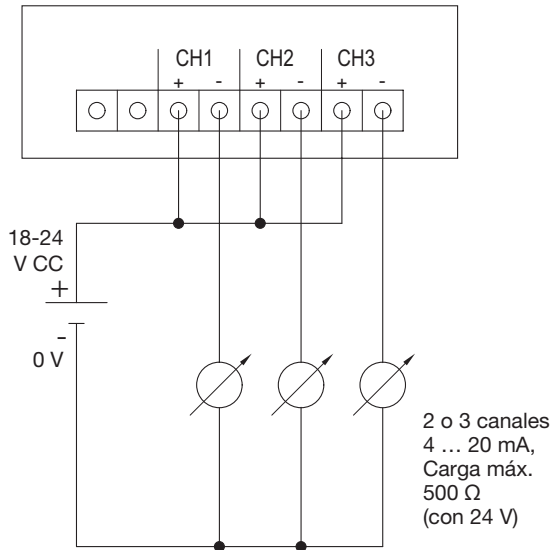 CH1 CH2 CH3
+ - + - + -
18-24
V CC
+
-
0 V
2 o 3 canales
4 … 20 mA,
Carga máx.
500 Ω
(con 24 V)